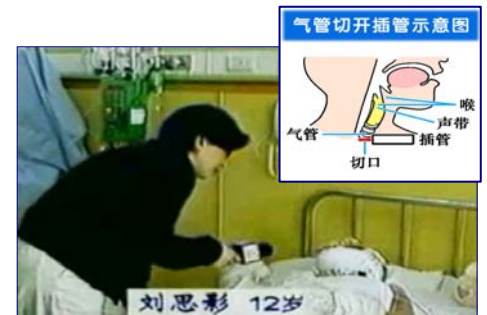 气管切开插管示意图
喉
声带
气管
插管
切口
刘思影 12岁